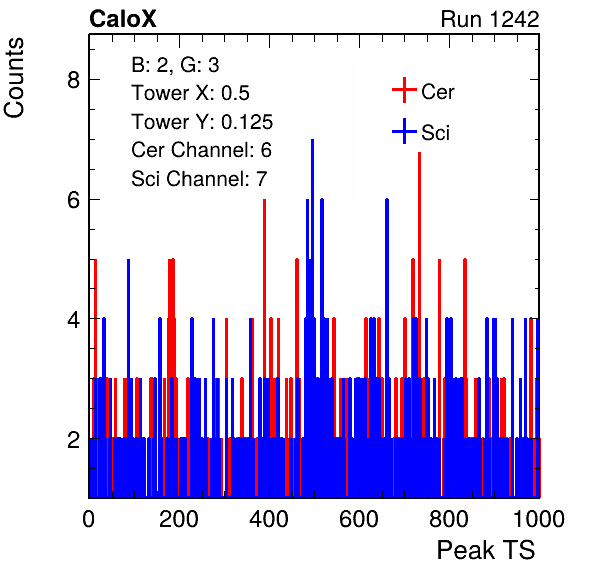 CaloX Run 1242
Counts
B: 2, G: 3
Tower X: 0.5
Tower Y: 0.125
Cer Channel: 6
Sci Channel: 7
Cer
Sci
8
6
4
2
0 200 400 600 800 1000
Peak TS